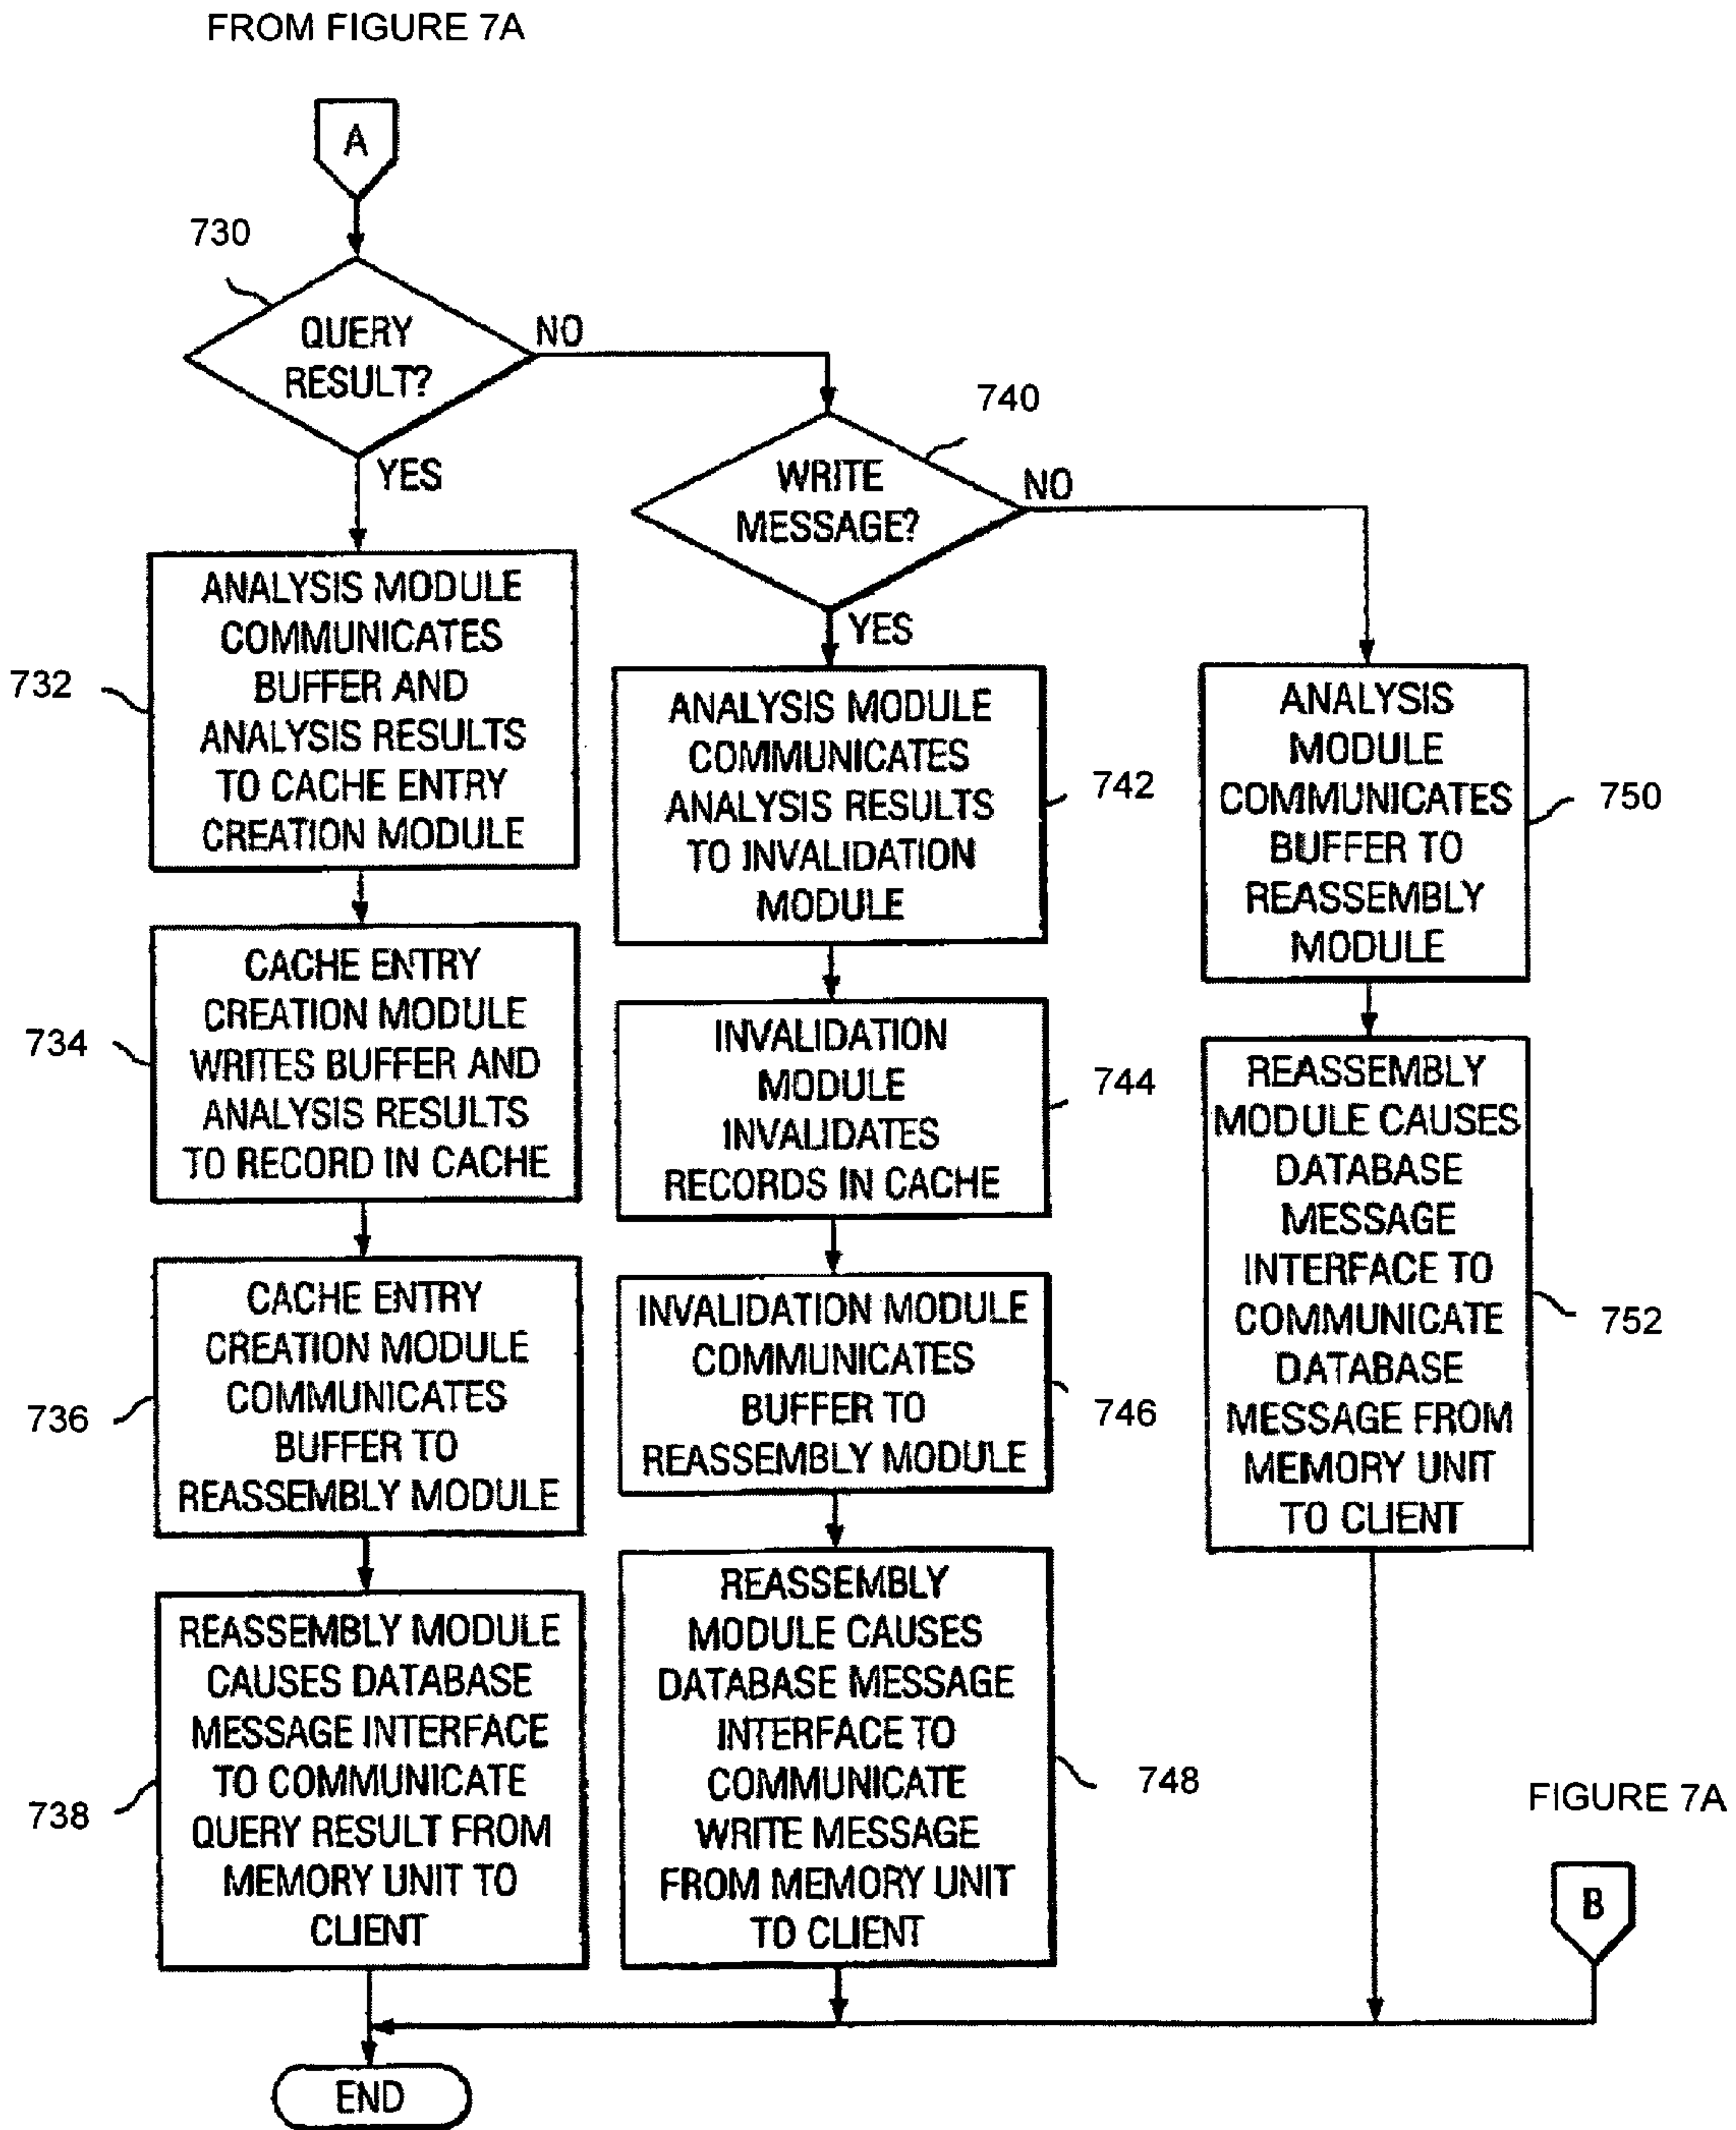 FROM FIGURE 7A
A
730
QUERY
RESULT?
NO
YES
740
WRITE
MESSAGE?
NO
YES
732
ANALYSIS MODULE
COMMUNICATES
BUFFER AND
ANALYSIS RESULTS
TO CACHE ENTRY
CREATION MODULE
734
CACHE ENTRY
CREATION MODULE
WRITES BUFFER AND
ANALYSIS RESULTS
TO RECORD IN CACHE
736
CACHE ENTRY
CREATION MODULE
COMMUNICATES
BUFFER TO
REASSEMBLY MODULE
738
REASSEMBLY MODULE
CAUSES DATABASE
MESSAGE INTERFACE
TO COMMUNICATE
QUERY RESULT FROM
MEMORY UNIT TO
CLIENT
ANALYSIS MODULE
COMMUNICATES
ANALYSIS RESULTS
TO INVALIDATION
MODULE
742
INVALIDATION
MODULE
INVALIDATES
RECORDS IN CACHE
744
INVALIDATION MODULE
COMMUNICATES
BUFFER TO
REASSEMBLY MODULE
746
REASSEMBLY
MODULE CAUSES
DATABASE MESSAGE
INTERFACE TO
COMMUNICATE
WRITE MESSAGE
FROM MEMORY UNIT
TO CLIENT
748
ANALYSIS
MODULE
COMMUNICATES
BUFFER TO
REASSEMBLY
MODULE
750
REASSEMBLY
MODULE CAUSES
DATABASE
MESSAGE
INTERFACE TO
COMMUNICATE
DATABASE
MESSAGE FROM
MEMORY UNIT
TO CLIENT
752
FIGURE 7A
B
END